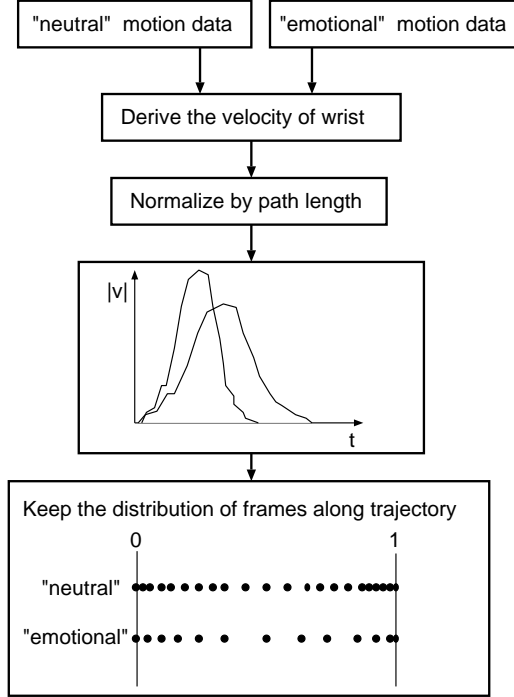 "neutral" motion data
"emotional" motion data
Derive the velocity of wrist
Normalize by path length
|v|
t
Keep the distribution of frames along trajectory
0
1
"neutral"
"emotional"